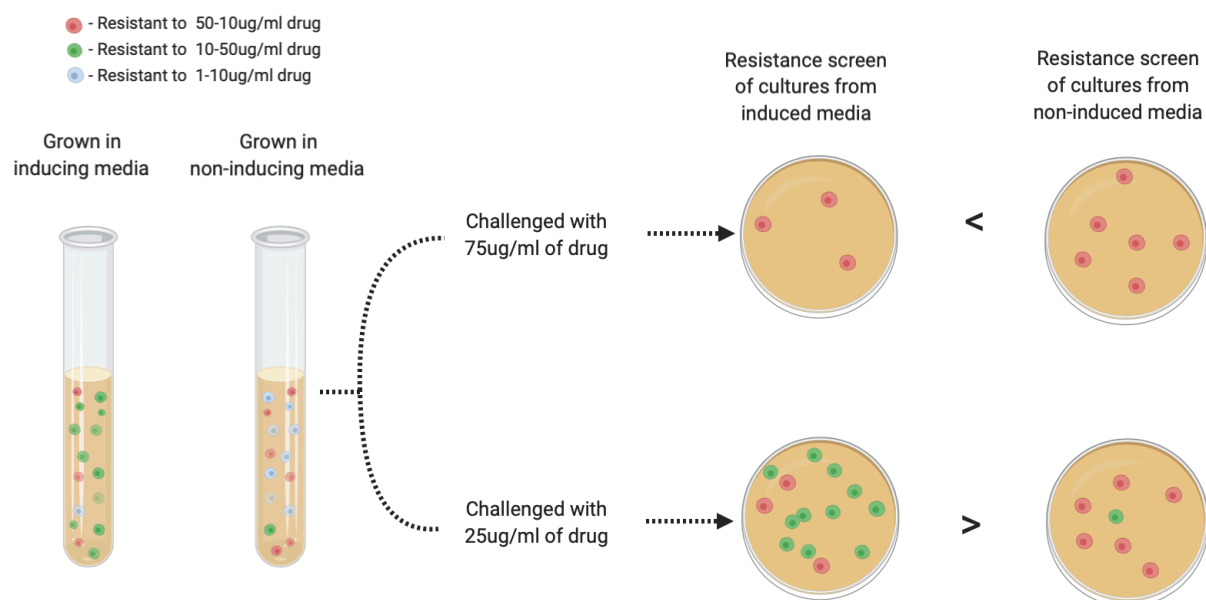 - Resistant to 50-10ug/ml drug
- Resistant to 10-50ug/ml drug
- Resistant to 1-10ug/ml drug
Grown in
inducing media
Grown in
non-inducing media
Resistance screen
of cultures from
induced media
Resistance screen
of cultures from
non-induced media
Challenged with
75ug/ml of drug
<
Challenged with
25ug/ml of drug
>